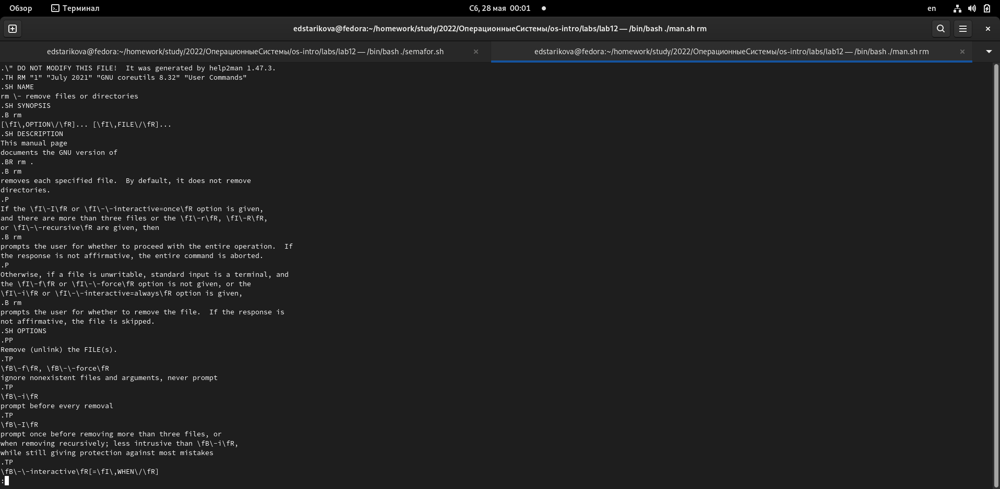 Обзор
Терминал
Сб, 28 мая 00:01
en
edstarikova@fedora:~/homework/study/2022/ОперационныеСистемы/os-intro/labs/lab12 — /bin/bash ./man.sh rm
edstarikova@fedora:~/homework/study/2022/ОперационныеСистемы/os-intro/labs/lab12 — /bin/bash ./semafor.sh
edstarikova@fedora:~/homework/study/2022/ОперационныеСистемы/os-intro/labs/lab12 — /bin/bash ./man.sh rm
.\" DO NOT MODIFY THIS FILE!  It was generated by help2man 1.47.3.
.TH RM "1" "July 2021" "GNU coreutils 8.32" "User Commands"
.SH NAME
rm \- remove files or directories
.SH SYNOPSIS
.B rm
[\fI\,OPTION\/\fR]... [\fI\,FILE\/\fR]...
.SH DESCRIPTION
This manual page
documents the GNU version of
.BR rm .
.B rm
removes each specified file.  By default, it does not remove
directories.
.P
If the \fI\-I\fR or \fI\-\-interactive=once\fR option is given,
and there are more than three files or the \fI\-r\fR, \fI\-R\fR,
or \fI\-\-recursive\fR are given, then
.B rm
prompts the user for whether to proceed with the entire operation.  If
the response is not affirmative, the entire command is aborted.
.P
Otherwise, if a file is unwritable, standard input is a terminal, and
the \fI\-f\fR or \fI\-\-force\fR option is not given, or the
\fI\-i\fR or \fI\-\-interactive=always\fR option is given,
.B rm
prompts the user for whether to remove the file.  If the response is
not affirmative, the file is skipped.
.SH OPTIONS
.PP
Remove (unlink) the FILE(s).
.TP
\fB\-f\fR, \fB\-\-force\fR
ignore nonexistent files and arguments, never prompt
.TP
\fB\-i\fR
prompt before every removal
.TP
\fB\-I\fR
prompt once before removing more than three files, or
when removing recursively; less intrusive than \fB\-i\fR,
while still giving protection against most mistakes
.TP
\fB\-\-interactive\fR[=\fI\,WHEN\/\fR]
: